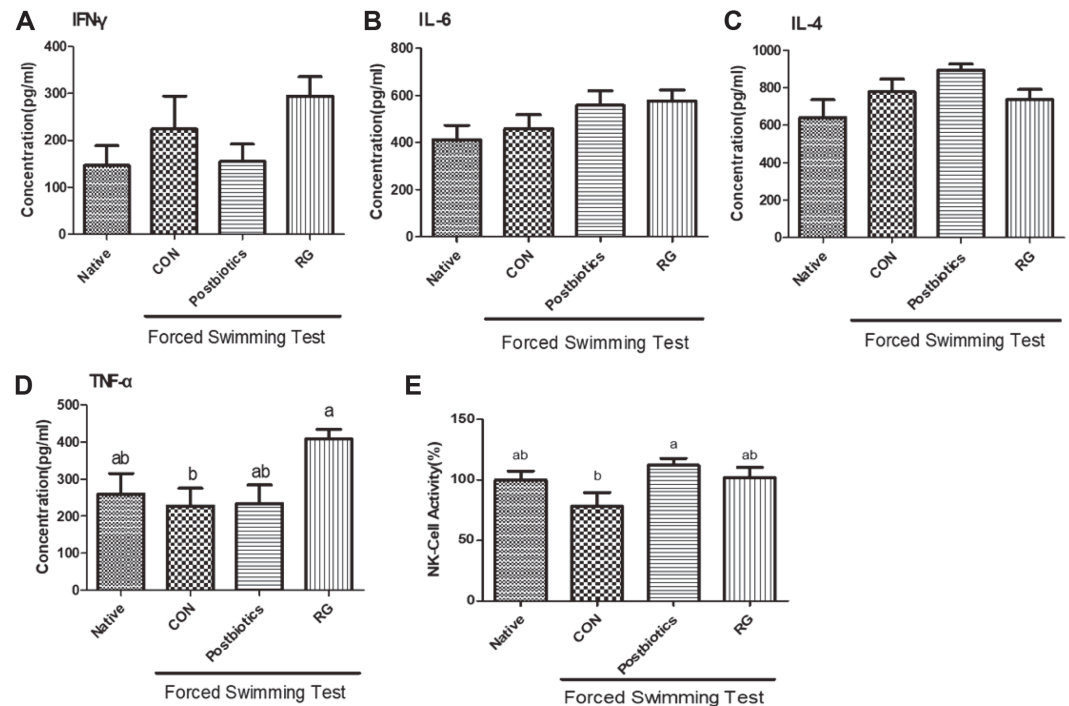 A IFN-γ
Concentration(pg/ml)
400
300
200
100
0
Native
CON
Postbiotics
RG
Forced Swimming Test
B IL-6
Concentration(pg/ml)
800
600
400
200
0
Native
CON
Postbiotics
RG
Forced Swimming Test
C IL-4
Concentration(pg/ml)
1000
800
600
400
200
0
Native
CON
Postbiotics
RG
Forced Swimming Test
D TNF-α
Concentration(pg/ml)
500
400
300
200
100
0
ab
b
ab
a
Native
CON
Postbiotics
RG
Forced Swimming Test
E
NK-Cell Activity(%)
150
100
50
0
ab
b
a
ab
Native
CON
Postbiotics
RG
Forced Swimming Test